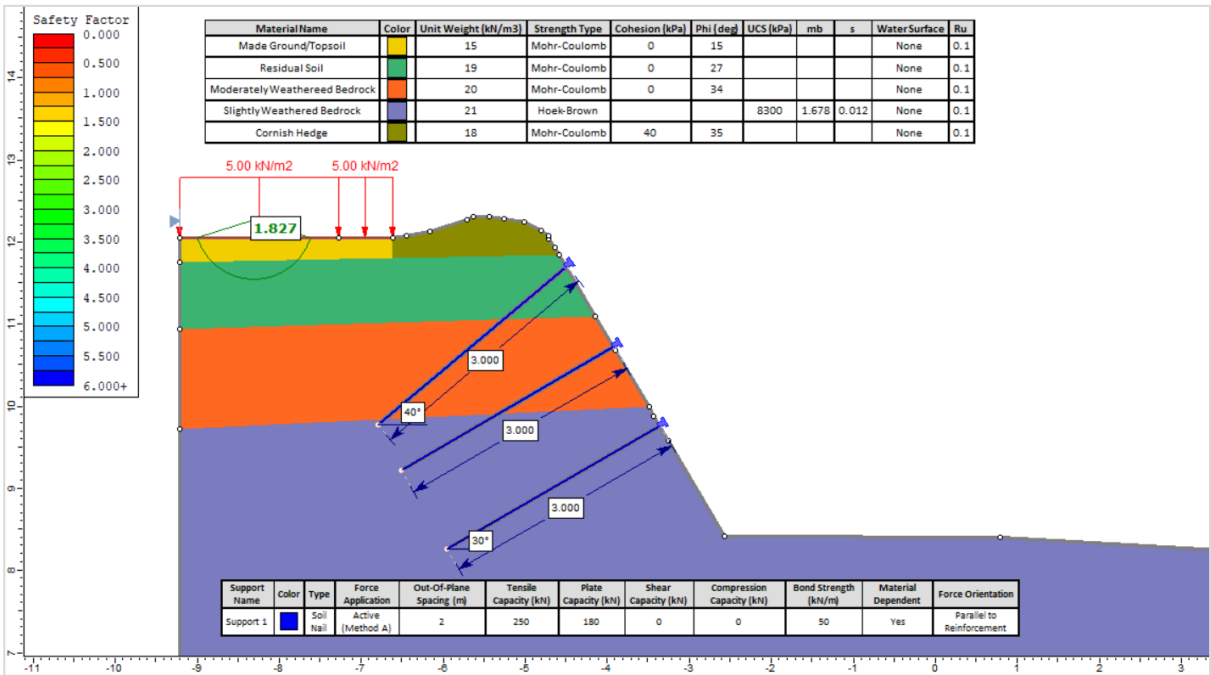 Safety Factor
0.000
0.500
1.000
1.500
2.000
2.500
3.000
3.500
4.000
4.500
5.000
5.500
6.000+
Material Name Color Unit Weight (kN/m3) Strength Type Cohesion (kPa) Phi (deg) UCS (kPa) mb s Water Surface Ru
Made Ground/Topsoil 15 Mohr-Coulomb 0 15 None 0.1
Residual Soil 19 Mohr-Coulomb 0 27 None 0.1
Moderately Weathereed Bedrock 20 Mohr-Coulomb 0 34 None 0.1
Slightly Weathered Bedrock 21 Hoek-Brown 8300 1.678 0.012 None 0.1
Cornish Hedge 18 Mohr-Coulomb 40 35 None 0.1
5.00 kN/m2 5.00 kN/m2
1.827
3.000
40°
3.000
3.000
30°
Support Name Color Type Force Application Out-Of-Plane Spacing (m) Tensile Capacity (kN) Plate Capacity (kN) Shear Capacity (kN) Compression Capacity (kN) Bond Strength (kN/m) Material Dependent Force Orientation
Support 1 Soil Nail Active (Method A) 2 250 180 0 0 50 Yes Parallel to Reinforcement
14
13
12
11
10
9
8
7
-11 -10 -9 -8 -7 -6 -5 -4 -3 -2 -1 0 1 2 3